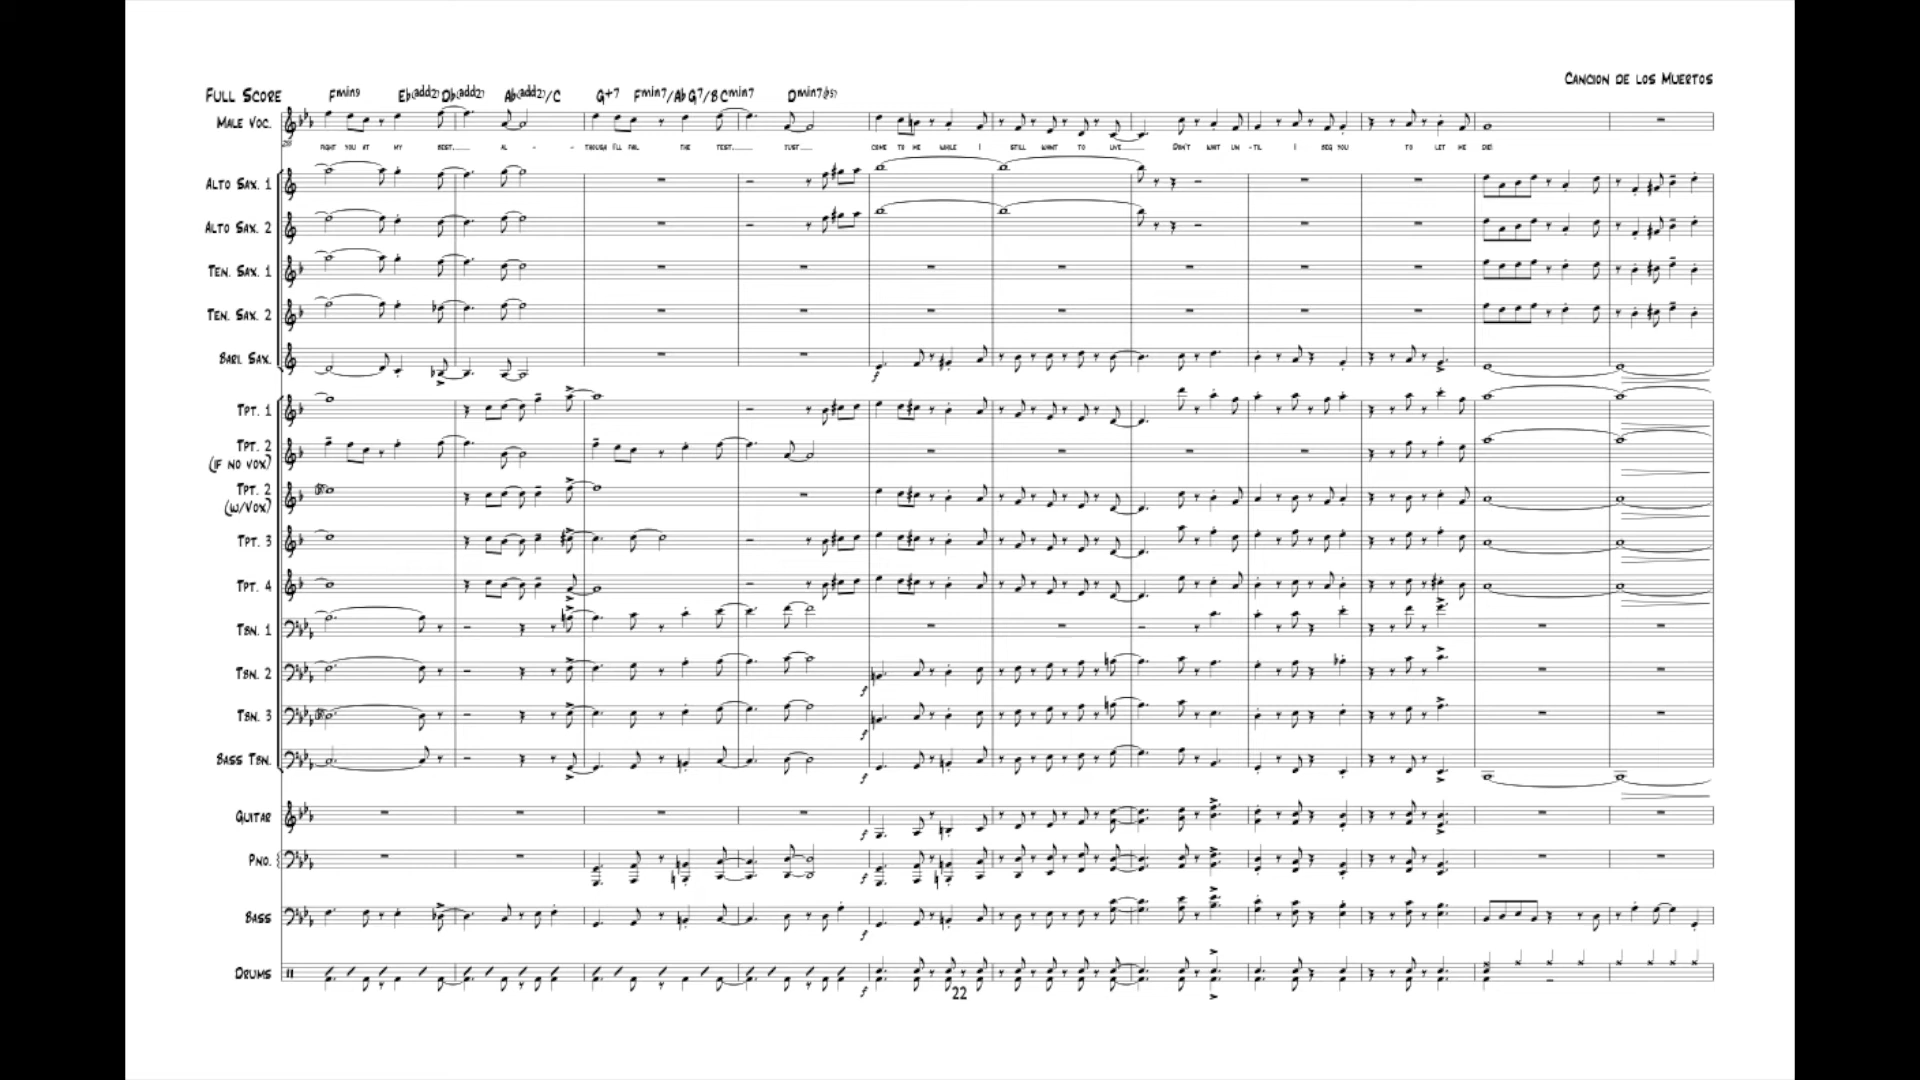 Cancion de los Muertos
Full Score
Fmin9 Eb(add2) Db(add2) Ab(add2)/C G+7 Fmin7/Ab G7/B Cmin7 Dmin7(b5)
Male Voc.
fight you at my best al - though I'll fail the test just come to me while I still want to live Don't wait un - til I beg you to let me die!
Alto Sax. 1
Alto Sax. 2
Ten. Sax. 1
Ten. Sax. 2
Bari. Sax.
f
Tpt. 1
Tpt. 2
(if no vox)
Tpt. 2
(w/Vox)
Tpt. 3
Tpt. 4
Tbn. 1
Tbn. 2
f
Tbn. 3
f
Bass Tbn.
f
Guitar
f
Pno.
f
Bass
f
Drums
f
22